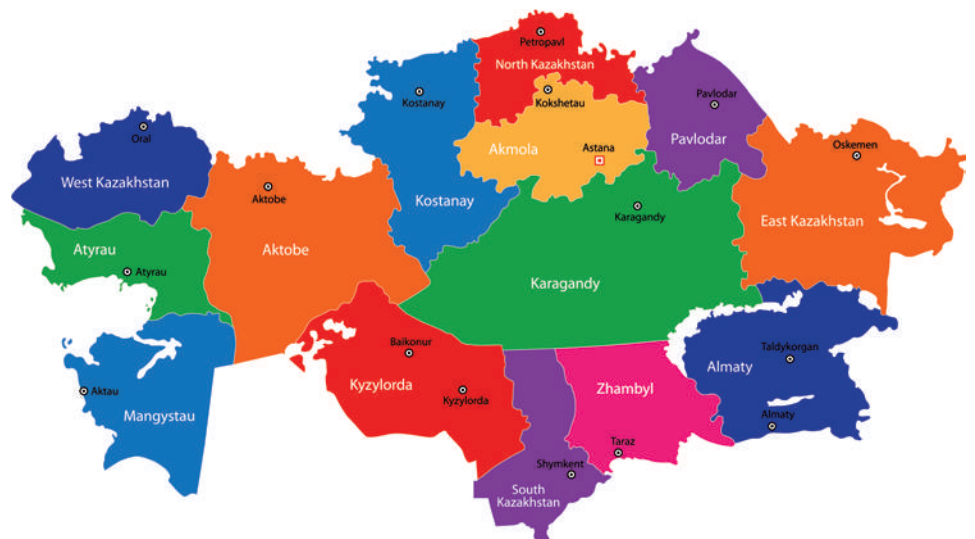 Petropavl
North Kazakhstan
Kostanay
Kokshetau
Pavlodar
Oral
Akmola
Astana
Pavlodar
Oskemen
West Kazakhstan
Aktobe
Kostanay
Karagandy
East Kazakhstan
Atyrau
Aktobe
Atyrau
Karagandy
Baikonur
Taldykorgan
Almaty
Kyzylorda
Zhambyl
Aktau
Kyzylorda
Mangystau
Almaty
Taraz
Shymkent
South
Kazakhstan